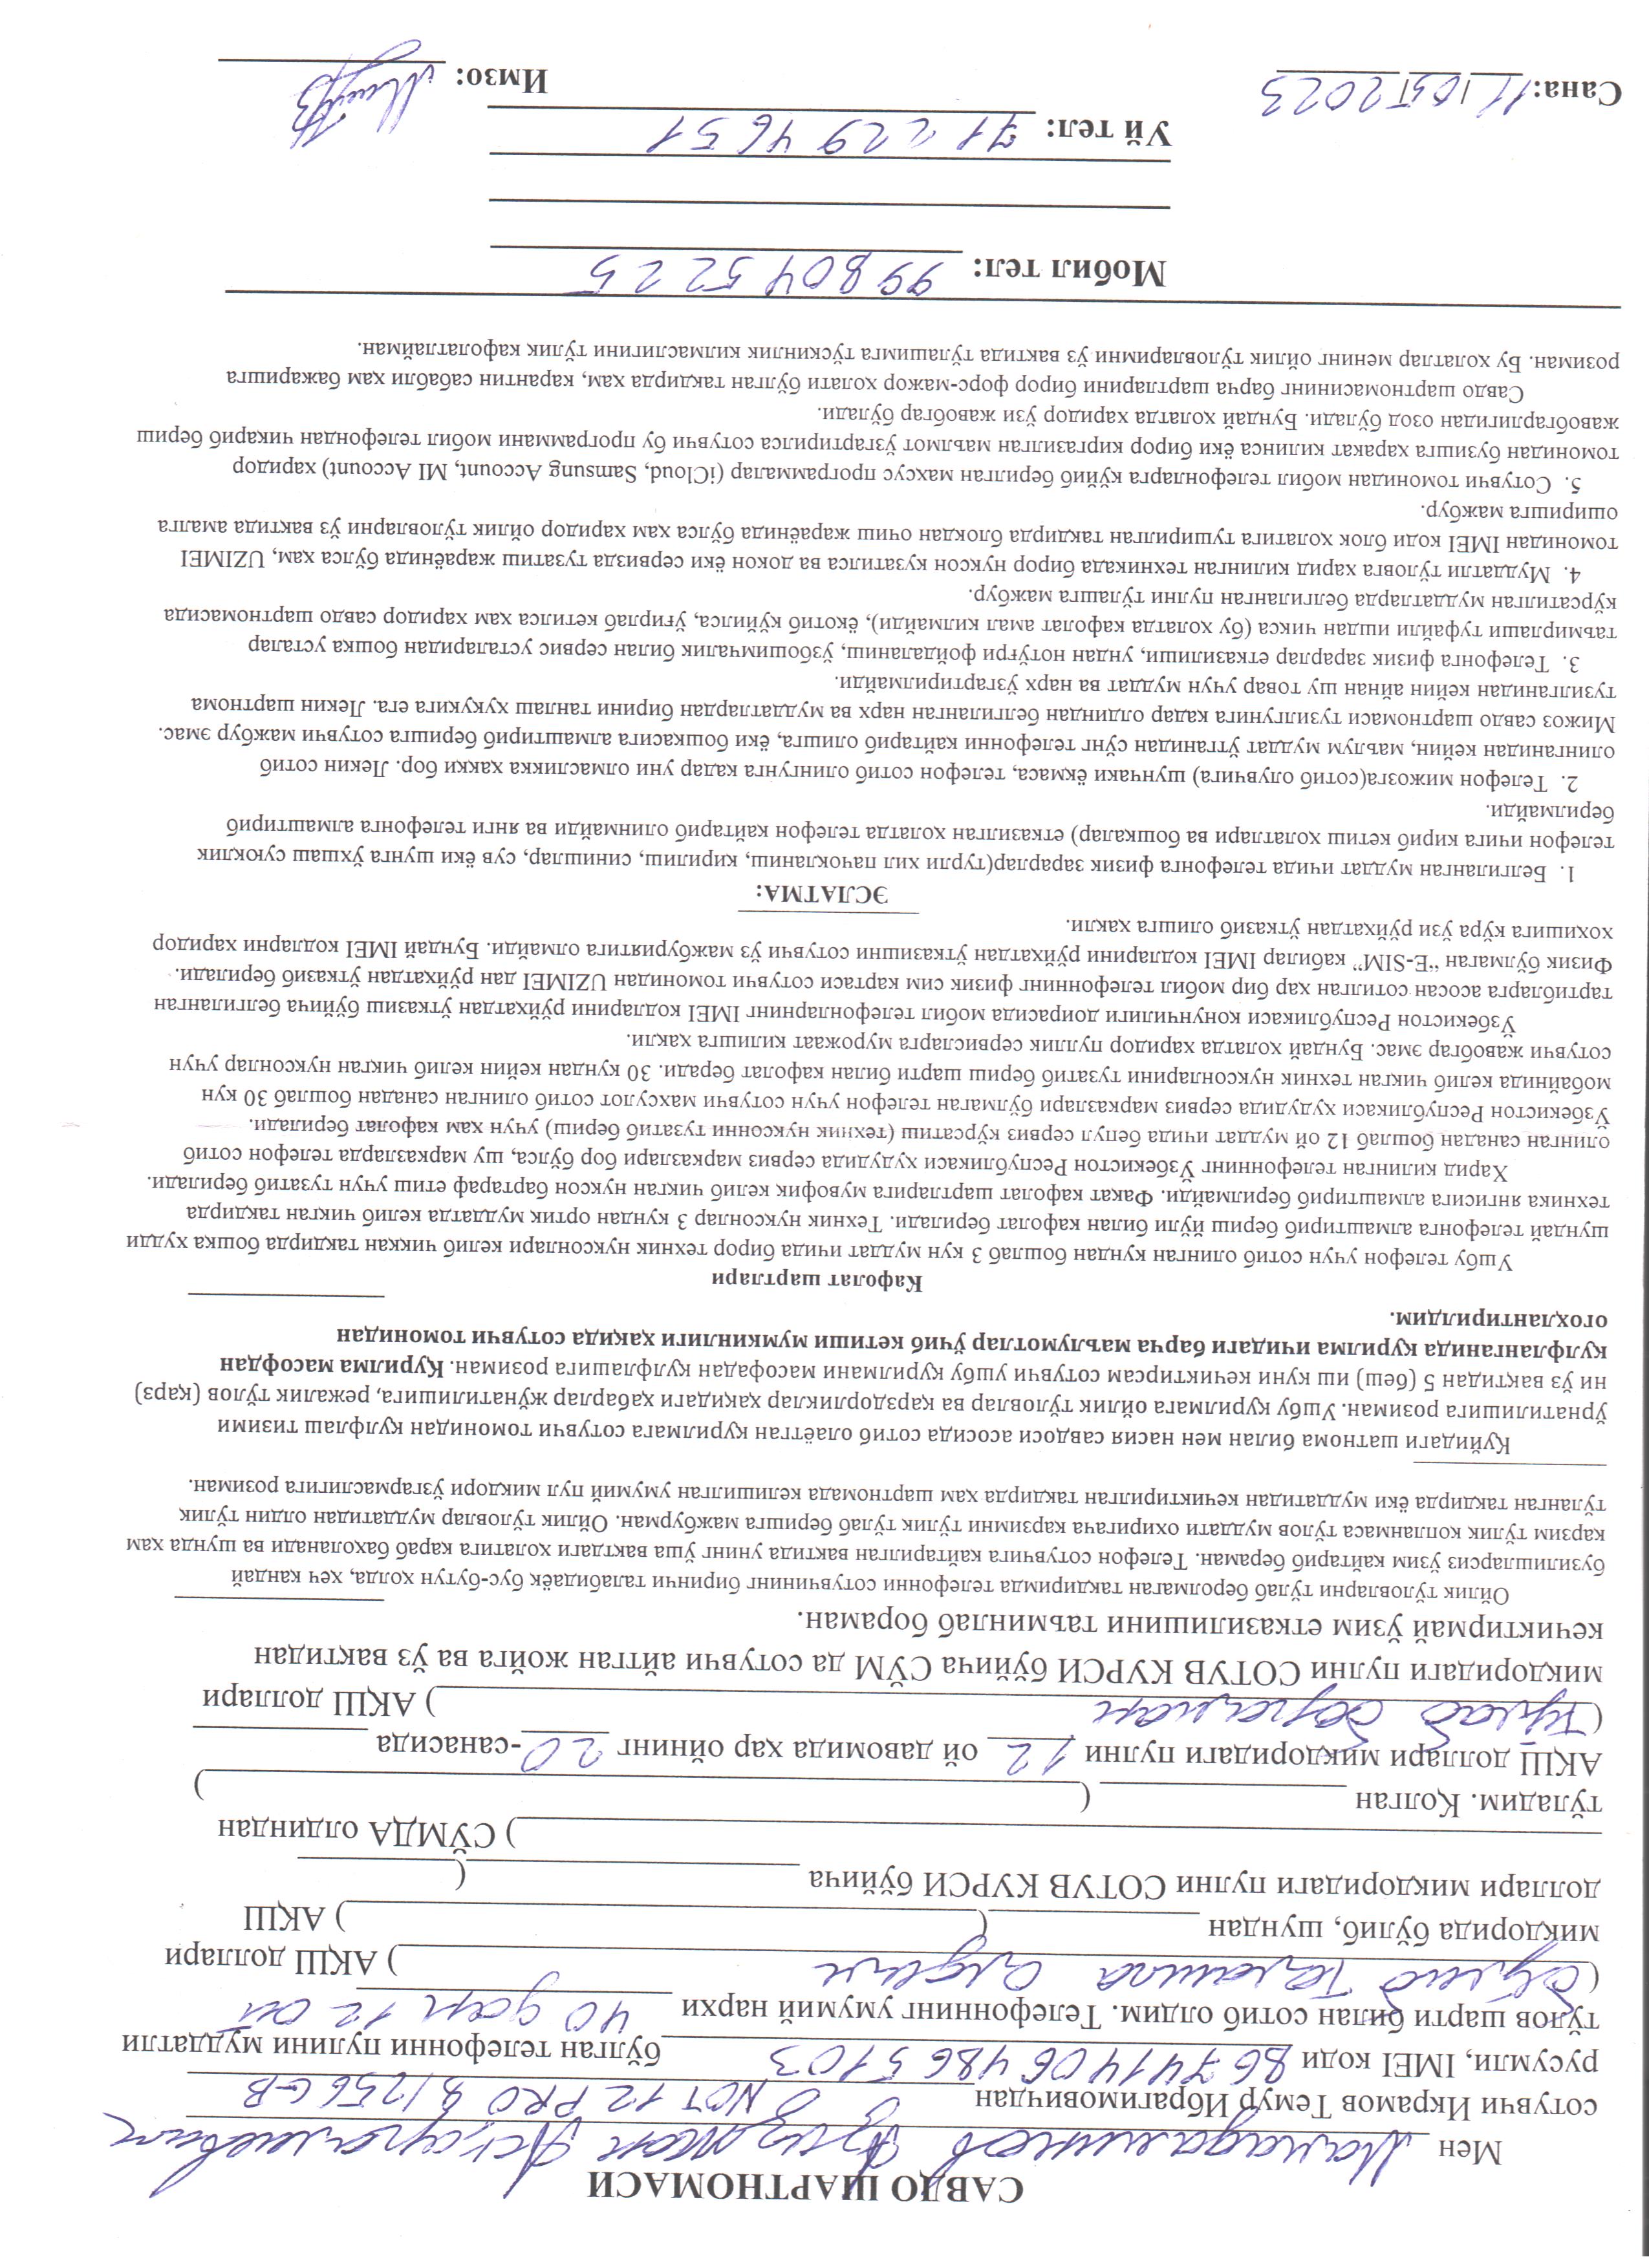 САВДО ШАРТНОМАСИ
Мен Мамадаминов Азизжон Асқаралиевич
сотувчи Икрамов Темур Ибрагимовичдан NOT 12 PRO 8/256 GB
русумли, IMEI коди 867414064865103 бўлган телефонни пулини муддатли
тўлов шарти билан сотиб олдим. Телефоннинг умумий нархи 40 дан 12 ой
(бўлиб толашга олдим) АҚШ доллари
миқдорида бўлиб, шундан ____________(____________) АҚШ
доллари миқдоридаги пулни СОТУВ КУРСИ бўйича ____________(____________
____________) СЎМДА олдиндан
тўладим. Қолган ____________ (____________)
АҚШ доллари миқдоридаги пулни 12 ой давомида ҳар ойнинг 20-санасида ____________
(тўлаб бораман) АҚШ доллари
миқдоридаги пулни СОТУВ КУРСИ бўйича СЎМ да сотувчи айтган жойга ва ўз вақтидан
кечиктирмай ўзим етказилишини таъминлаб бораман.
Ойлик тўловларни тўлаб беролмаган тақдиримда телефонни сотувчининг биринчи талабидаёқ бус-бутун ҳолда, ҳеч қандай
бузилишларсиз ўзим қайтариб бераман. Телефон сотувчига қайтарилган вақтида унинг ўша вақтдаги ҳолатига қараб баҳоланади ва шунда ҳам
қарзим тўлиқ қопланмаса тўлов муддати охиригача қарзимни тўлиқ тўлаб беришга мажбурман. Ойлик тўловлар муддатидан олдин тўлиқ
тўланган тақдирда ёки муддатидан кечиктирилган тақдирда ҳам шартномада келишилган умумий пул миқдори ўзгармаслигига розиман.
Қуйидаги шатнома билан мен насия савдоси асосида сотиб олаётган қурилмага сотувчи томонидан қулфлаш тизими
ўрнатилишига розиман. Ушбу қурилмага ойлик тўловлар ва қарздорликлар ҳақидаги ҳабарлар жўнатилишига, режалик тўлов (қарз)
ни ўз вақтидан 5 (беш) иш куни кечиктирсам сотувчи ушбу қурилмани масофадан қулфлашига розиман. Қурилма масофдан
қулфланганида қурилма ичидаги барча маълумотлар ўчиб кетиши мумкинлиги ҳақида сотувчи томонидан
огоҳлантирилдим.
Кафолат шартлари
Ушбу телефон учун сотиб олинган кундан бошлаб 3 кун муддат ичида бирор техник нуқсонлари келиб чиққан тақдирда бошқа худди
шундай телефонга алмаштириб бериш йўли билан кафолат берилади. Техник нуқсонлар 3 кундан ортиқ муддатда келиб чиқган тақдирда
техника янгисига алмаштириб берилмайди. Фақат кафолат шартларига мувофиқ келиб чиқган нуқсон бартараф етиш учун тузатиб берилади.
Харид қилинган телефоннинг Ўзбекистон Республикаси ҳудудида сервиз марказлари бор бўлса, шу марказларда телефон сотиб
олинган санадан бошлаб 12 ой муддат ичида бепул сервиз кўрсатиш (техник нуқсонни тузатиб бериш) учун ҳам кафолат берилади.
Ўзбекистон Республикаси ҳудудида сервиз марказлари бўлмаган телефон учун сотувчи махсулот сотиб олинган санадан бошлаб 30 кун
мобайнида келиб чиқган техник нуқсонларини тузатиб бериш шарти билан кафолат беради. 30 кундан кейин келиб чиқган нуқсонлар учун
сотувчи жавобгар эмас. Бундай ҳолатда харидор пуллик сервисларга мурожаат қилишга ҳақли.
Ўзбекистон Республикаси қонунчилиги доирасида мобил телефонларнинг IMEI кодларини рўйҳатдан ўтказиш бўйича белгиланган
тартибларга асосан сотилган ҳар бир мобил телефоннинг физик сим картаси сотувчи томонидан UZIMEI дан рўйҳатдан ўтказиб берилади.
Физик бўлмаган “E-SIM” кабилар IMEI кодларини рўйҳатдан ўтказишни сотувчи ўз мажбуриятига олмайди. Бундай IMEI кодларни харидор
хоҳишига кўра ўзи рўйҳатдан ўтказиб олишга ҳақли.
ЭСЛАТМА:
1. Белгиланган муддат ичида телефонга физик зарарлар(турли хил пачоқланиш, қирилиш, синишлар, сув ёки шунга ўхшаш суюқлик
телефон ичига кириб кетиш ҳолатлари ва бошқалар) етказилган ҳолатда телефон қайтариб олинмайди ва янги телефонга алмаштириб
берилмайди.
2. Телефон мижозга(сотиб олувчига) шунчаки ёқмаса, телефон сотиб олингунга қадар уни олмасликка ҳаққи бор. Лекин сотиб
олинганидан кейин, маълум муддат ўтганидан сўнг телефонни қайтариб олишга, ёки бошқасига алмаштириб беришга сотувчи мажбур эмас.
Мижоз савдо шартномаси тузилгунига қадар олдиндан белгиланган нарх ва муддатлардан бирини танлаш ҳуқуқига ега. Лекин шартнома
тузилганидан кейин айнан шу товар учун муддат ва нарх ўзгартирилмайди.
3. Телефонга физик зарарлар етказилиши, ундан нотўғри фойдаланиш, ўзбошимчалик билан сервис усталаридан бошқа усталар
таъмирлаши туфайли ишдан чиқса (бу ҳолатда кафолат амал қилмайди), ёқотиб қўйилса, ўғирлаб кетилса ҳам харидор савдо шартномасида
кўрсатилган муддатларда белгиланган пулни тўлашга мажбур.
4. Муддатли тўловга харид қилинган техникада бирор нуқсон кузатилса ва докон ёки сервизда тузатиш жараёнида бўлса ҳам, UZIMEI
томонидан IMEI коди блок ҳолатига туширилган тақдирда блокдан очиш жараёнида бўлса ҳам харидор ойлик тўловларни ўз вақтида амалга
оширишга мажбур.
5. Сотувчи томонидан мобил телефонларга қўйиб берилган маҳсус программалар (iCloud, Samsung Account, MI Account) харидор
томонидан бузишга ҳаракат қилинса ёки бирор киргазилган маълмот ўзгартирилса сотувчи бу программани мобил телефондан чиқариб бериш
жавобгарлигидан озод бўлади. Бундай ҳолатда харидор ўзи жавобгар бўлади.
Савдо шартномасининг барча шартларини бирор форс-мажор ҳолати бўлган тақдирда ҳам, карантин сабабли ҳам бажаришга
розиман. Бу ҳолатлар менинг ойлик тўловларимни ўз вақтида тўлашимга тўсқинлик қилмаслигини тўлиқ кафолатлайман.
Мобил тел: 99 804 52 25
Уй тел: 71 229 46 51
Сана: 11/05/2023
Имзо: